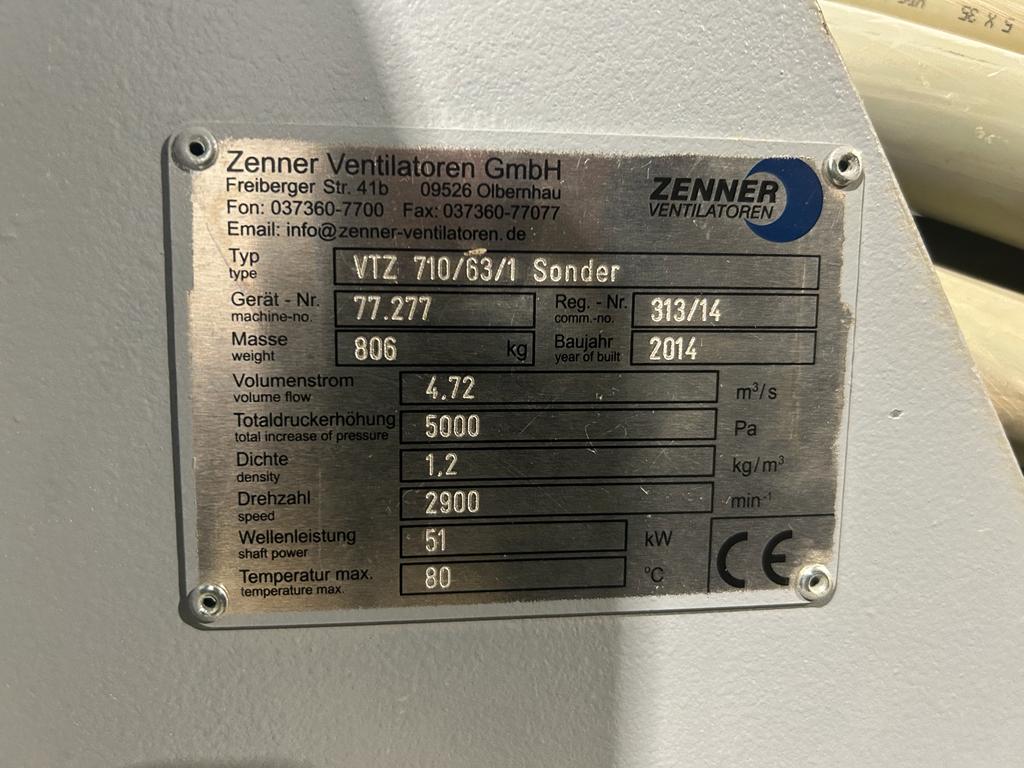 5 X 35
Zenner Ventilatoren GmbH
Freiberger Str. 41b 09526 Olbernhau
Fon: 037360-7700 Fax: 037360-77077
Email: info@zenner-ventilatoren.de
ZENNER
VENTILATOREN
Typ
type
VTZ 710/63/1 Sonder
Gerät - Nr.
machine-no.
77.277
Reg. - Nr.
comm.-no.
313/14
Masse
weight
806 kg
Baujahr
year of built
2014
Volumenstrom
volume flow
4,72 m³/s
Totaldruckerhöhung
total increase of pressure
5000 Pa
Dichte
density
1,2 kg/m³
Drehzahl
speed
2900 min-¹
Wellenleistung
shaft power
51 kW
Temperatur max.
temperature max.
80 °C
CE